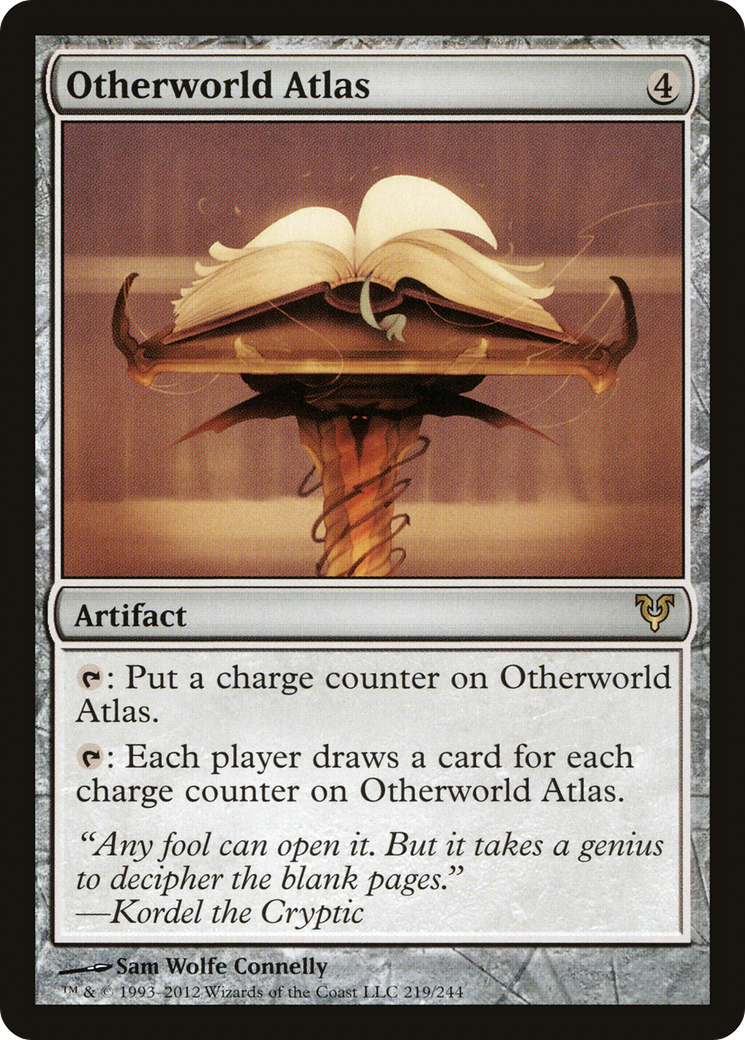 Otherworld Atlas 4
Artifact
: Put a charge counter on Otherworld
Atlas.
: Each player draws a card for each
charge counter on Otherworld Atlas.
“Any fool can open it. But it takes a genius
to decipher the blank pages.”
—Kordel the Cryptic
Sam Wolfe Connelly
™ & © 1993–2012 Wizards of the Coast LLC 219/244